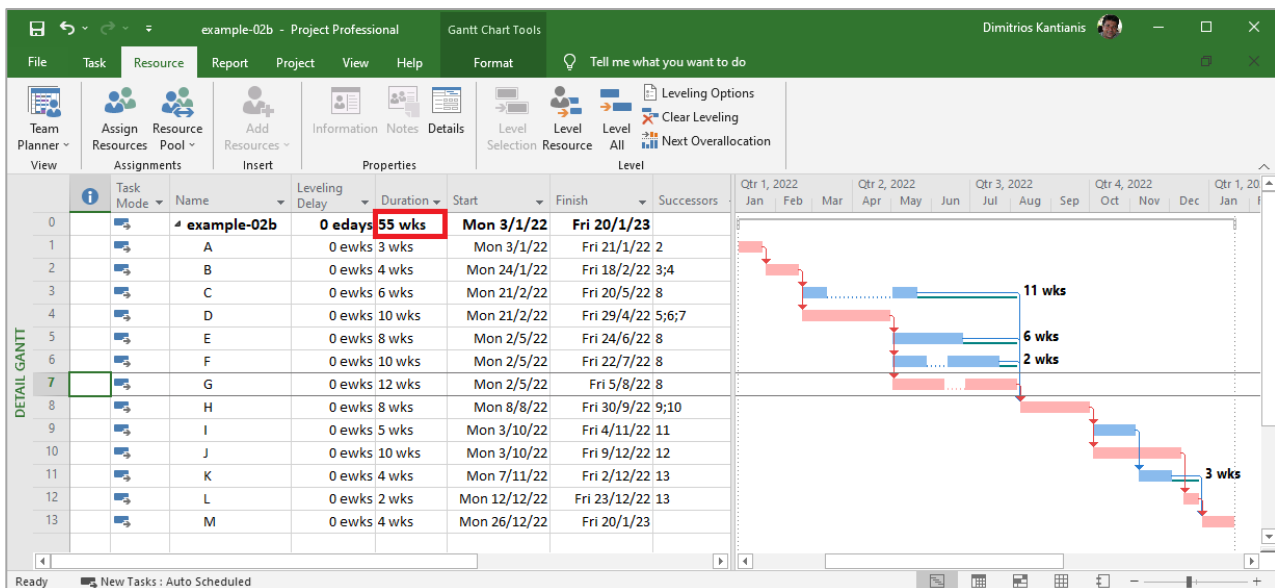 example-02b - Project Professional Gantt Chart Tools Dimitrios Kantianis
File Task Resource Report Project View Help Format Tell me what you want to do
Team Planner Assign Resources Resource Pool Add Resources Information Notes Details Level Selection Level Resource Level All Leveling Options
Clear Leveling
Next Overallocation
View Assignments Insert Properties Level
Task Mode Name Leveling Delay Duration Start Finish Successors
Qtr 1, 2022 Qtr 2, 2022 Qtr 3, 2022 Qtr 4, 2022 Qtr 1, 20
Jan Feb Mar Apr May Jun Jul Aug Sep Oct Nov Dec Jan F
0 example-02b 0 edays 55 wks Mon 3/1/22 Fri 20/1/23
1 A 0 ewks 3 wks Mon 3/1/22 Fri 21/1/22 2
2 B 0 ewks 4 wks Mon 24/1/22 Fri 18/2/22 3;4
3 C 0 ewks 6 wks Mon 21/2/22 Fri 20/5/22 8 11 wks
4 D 0 ewks 10 wks Mon 21/2/22 Fri 29/4/22 5;6;7
5 E 0 ewks 8 wks Mon 2/5/22 Fri 24/6/22 8 6 wks
6 F 0 ewks 10 wks Mon 2/5/22 Fri 22/7/22 8 2 wks
7 G 0 ewks 12 wks Mon 2/5/22 Fri 5/8/22 8
8 H 0 ewks 8 wks Mon 8/8/22 Fri 30/9/22 9;10
9 I 0 ewks 5 wks Mon 3/10/22 Fri 4/11/22 11
10 J 0 ewks 10 wks Mon 3/10/22 Fri 9/12/22 12
11 K 0 ewks 4 wks Mon 7/11/22 Fri 2/12/22 13 3 wks
12 L 0 ewks 2 wks Mon 12/12/22 Fri 23/12/22 13
13 M 0 ewks 4 wks Mon 26/12/22 Fri 20/1/23
DETAIL GANTT
Ready New Tasks : Auto Scheduled